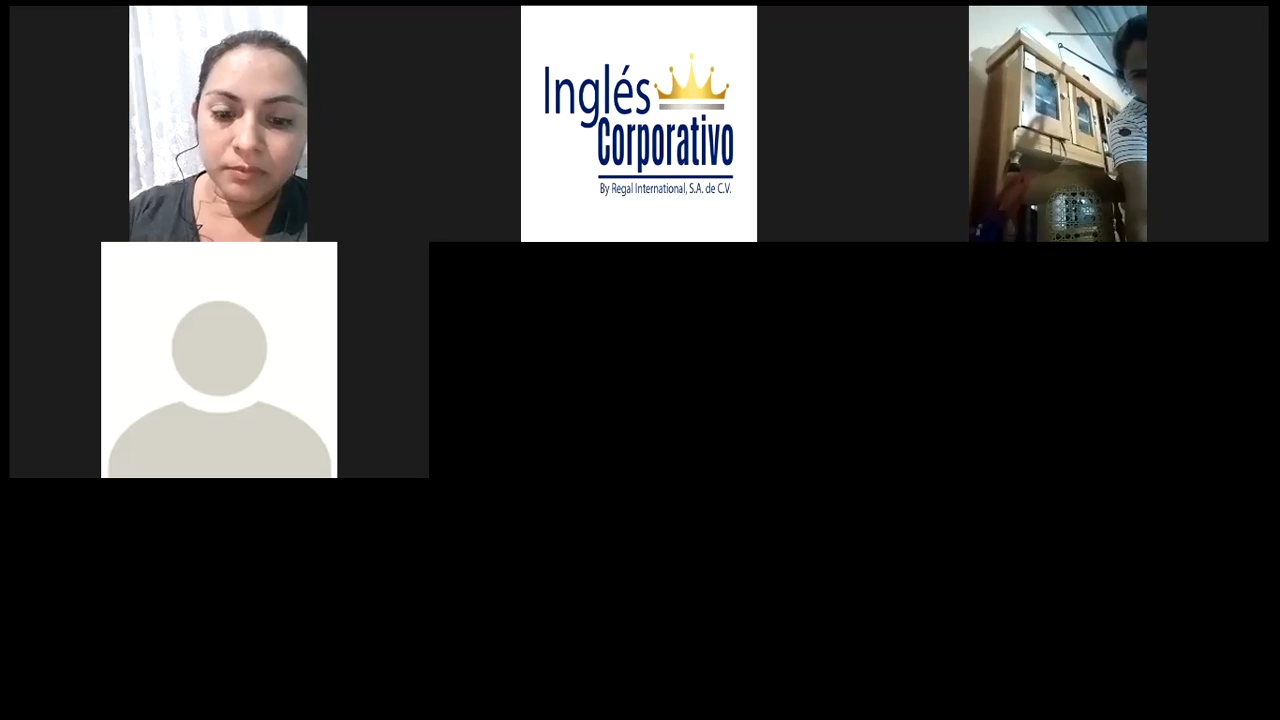 Inglés
Corporativo
By Regal International, S.A. de C.V.